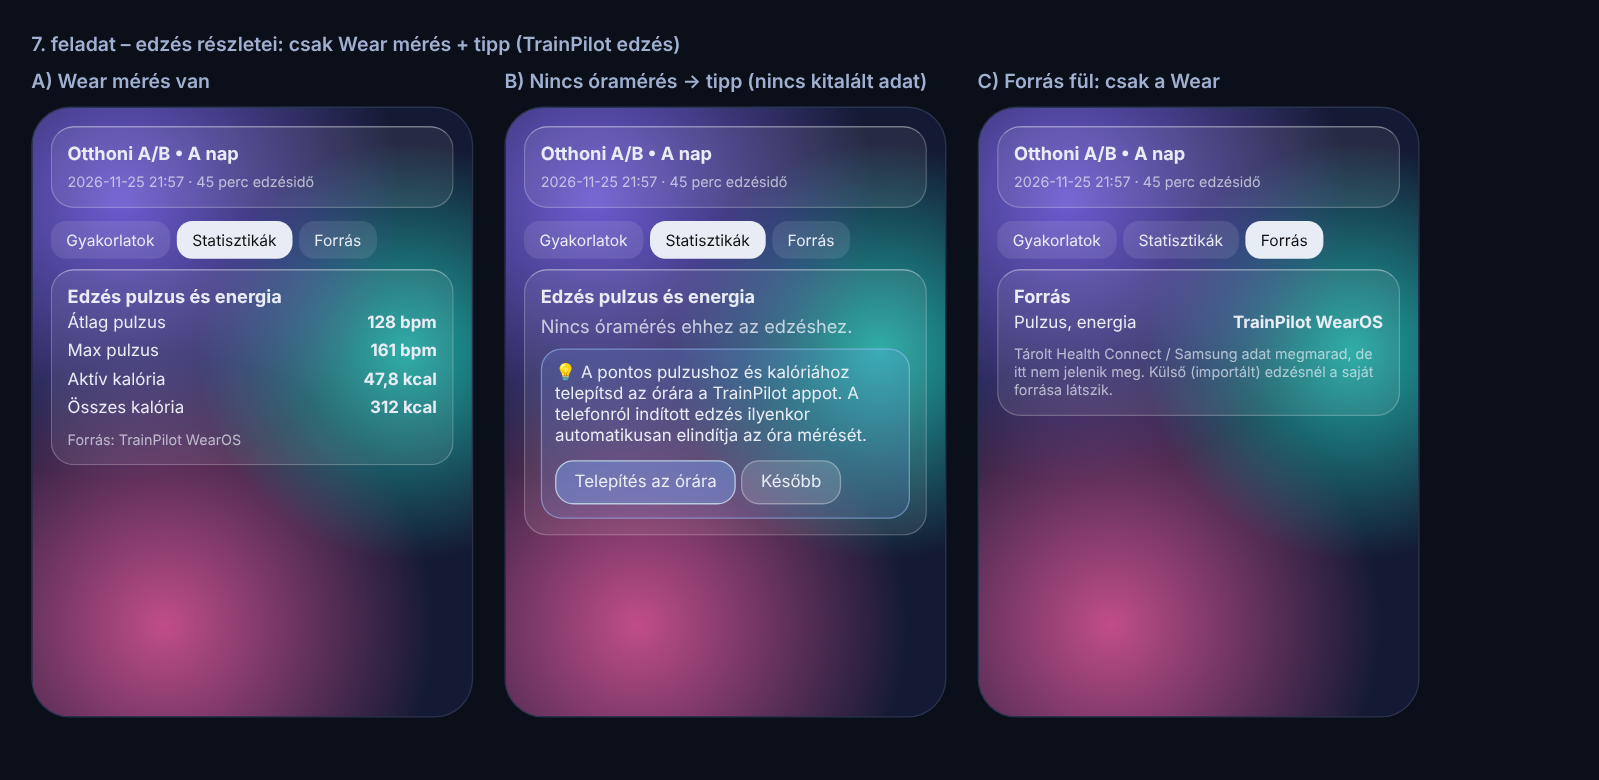 7. feladat – edzés részletei: csak Wear mérés + tipp (TrainPilot edzés)
A) Wear mérés van
Otthoni A/B • A nap
2026-11-25 21:57 · 45 perc edzésidő
Gyakorlatok Statisztikák Forrás
Edzés pulzus és energia
Átlag pulzus 128 bpm
Max pulzus 161 bpm
Aktív kalória 47,8 kcal
Összes kalória 312 kcal
Forrás: TrainPilot WearOS
B) Nincs óramérés → tipp (nincs kitalált adat)
Otthoni A/B • A nap
2026-11-25 21:57 · 45 perc edzésidő
Gyakorlatok Statisztikák Forrás
Edzés pulzus és energia
Nincs óramérés ehhez az edzéshez.
💡 A pontos pulzushoz és kalóriához
telepítsd az órára a TrainPilot appot. A
telefonról indított edzés ilyenkor
automatikusan elindítja az óra mérését.
Telepítés az órára Később
C) Forrás fül: csak a Wear
Otthoni A/B • A nap
2026-11-25 21:57 · 45 perc edzésidő
Gyakorlatok Statisztikák Forrás
Forrás
Pulzus, energia TrainPilot WearOS
Tárolt Health Connect / Samsung adat megmarad, de
itt nem jelenik meg. Külső (importált) edzésnél a saját
forrása látszik.